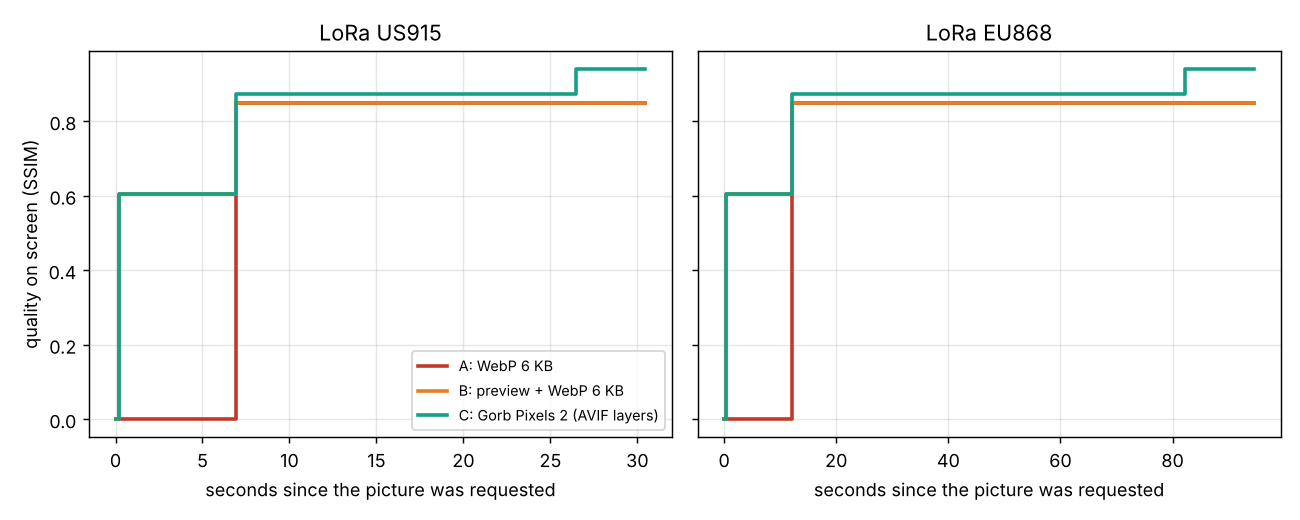 LoRa US915
LoRa EU868
quality on screen (SSIM)
0.8
0.6
0.4
0.2
0.0
A: WebP 6 KB
B: preview + WebP 6 KB
C: Gorb Pixels 2 (AVIF layers)
0 5 10 15 20 25 30
0 20 40 60 80
seconds since the picture was requested
seconds since the picture was requested